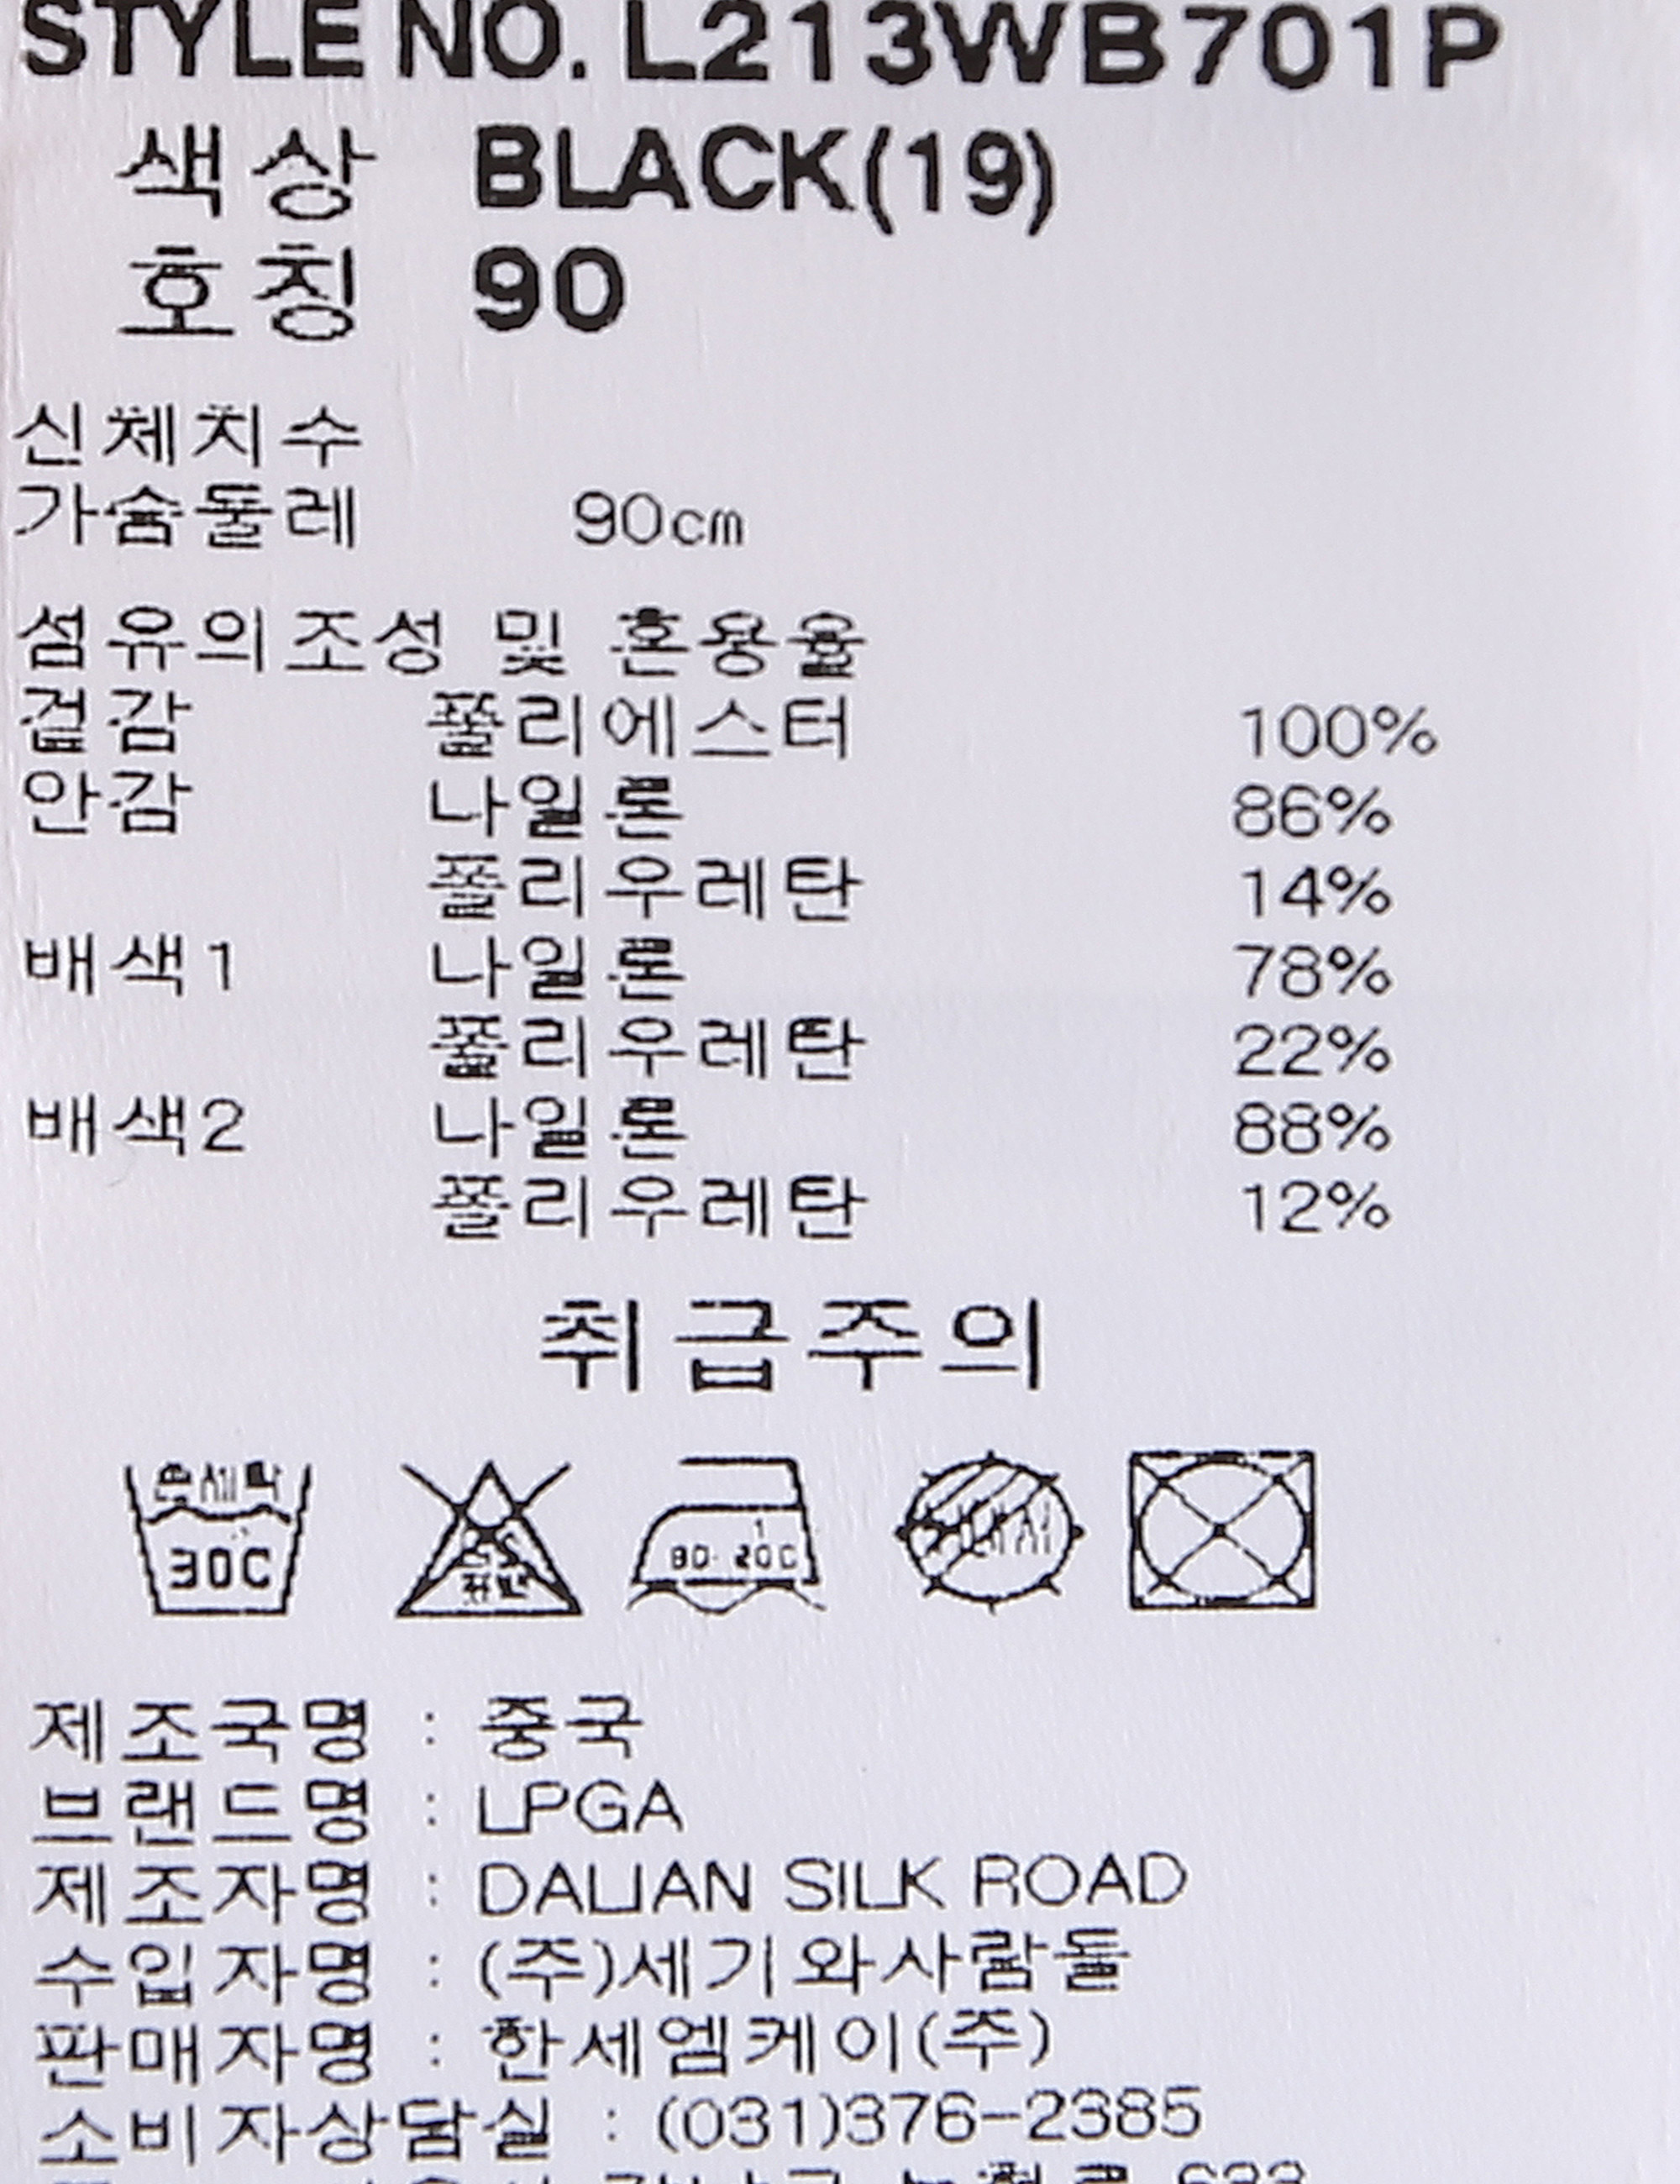 STYLE NO. L213WB701P
색상 BLACK(19)
호칭 90
신체치수
가슴둘레 90cm
섬유의조성 및 혼용율
겉감 폴리에스터 100%
안감 나일론 86%
폴리우레탄 14%
배색1 나일론 78%
폴리우레탄 22%
배색2 나일론 88%
폴리우레탄 12%
취급주의
손세탁
30C
제조국명 : 중국
브랜드명 : LPGA
제조자명 : DALIAN SILK ROAD
수입자명 : (주)세기와사람둘
판매자명 : 한세엠케이(주)
소비자상담실 : (031)376-2385